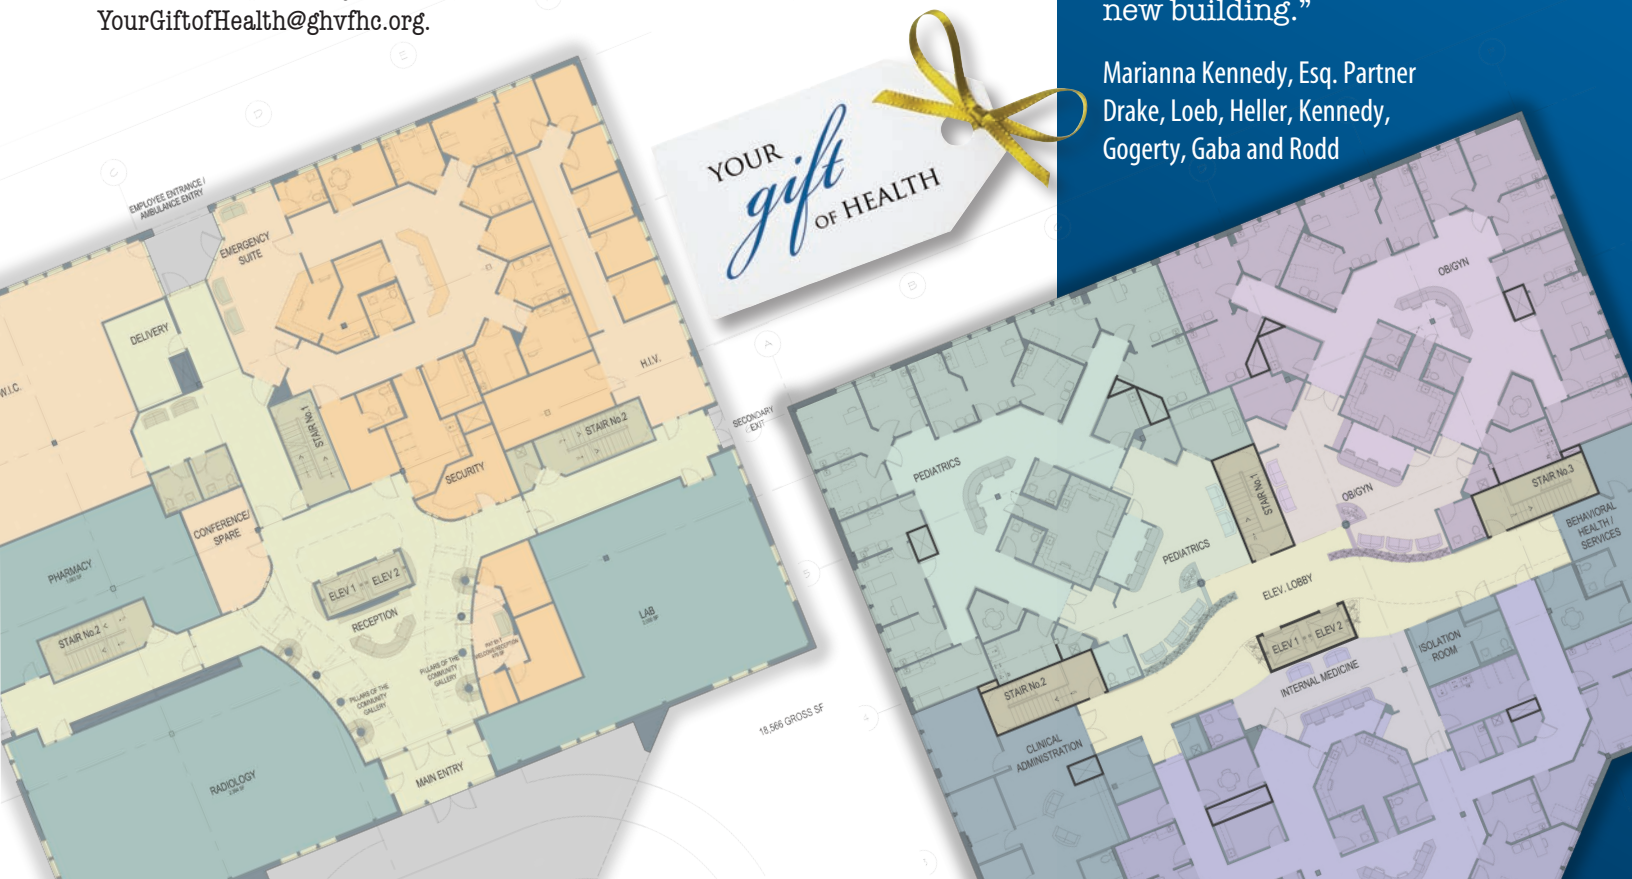 YourGiftofHealth@ghvfhc.org.
new building.”
Marianna Kennedy, Esq. Partner
Drake, Loeb, Heller, Kennedy,
Gogerty, Gaba and Rodd
YOUR
gift
OF HEALTH
EMPLOYEE ENTRANCE /
AMBULANCE ENTRY
EMERGENCY
SUITE
DELIVERY
W.I.C.
H.I.V.
STAIR No.1
STAIR No.2
SECONDARY
EXIT
SECURITY
CONFERENCE/
SPARE
PHARMACY
STAIR No.2
ELEV 1
ELEV 2
RECEPTION
LAB
PILLARS OF THE
COMMUNITY
GALLERY
PILLARS OF THE
COMMUNITY
GALLERY
RADIOLOGY
MAIN ENTRY
18,566 GROSS SF
OB/GYN
PEDIATRICS
STAIR No.1
OB/GYN
STAIR No.3
PEDIATRICS
BEHAVIORAL
HEALTH /
SERVICES
ELEV. LOBBY
ELEV 1
ELEV 2
ISOLATION
ROOM
INTERNAL MEDICINE
STAIR No.2
CLINICAL
ADMINISTRATION